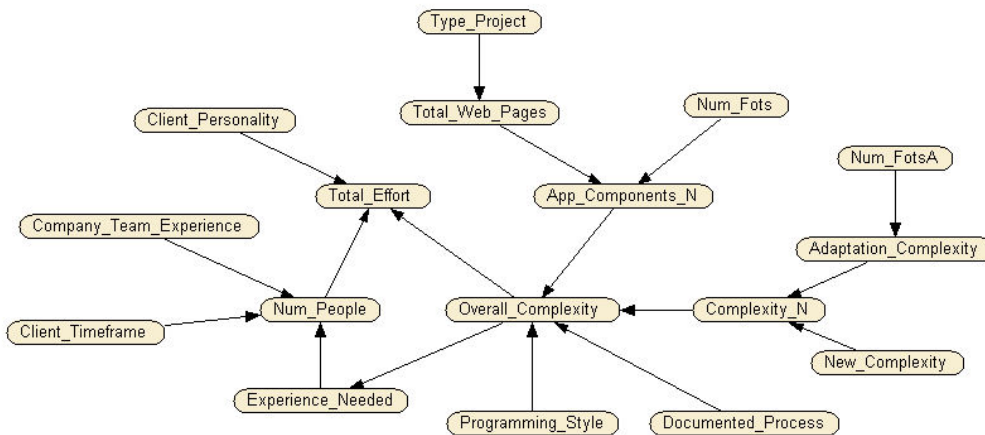 Type_Project
Total_Web_Pages
Num_Fots
Client_Personality
Num_FotsA
Total_Effort
App_Components_N
Company_Team_Experience
Adaptation_Complexity
Num_People
Overall_Complexity
Complexity_N
Client_Timeframe
New_Complexity
Experience_Needed
Programming_Style
Documented_Process